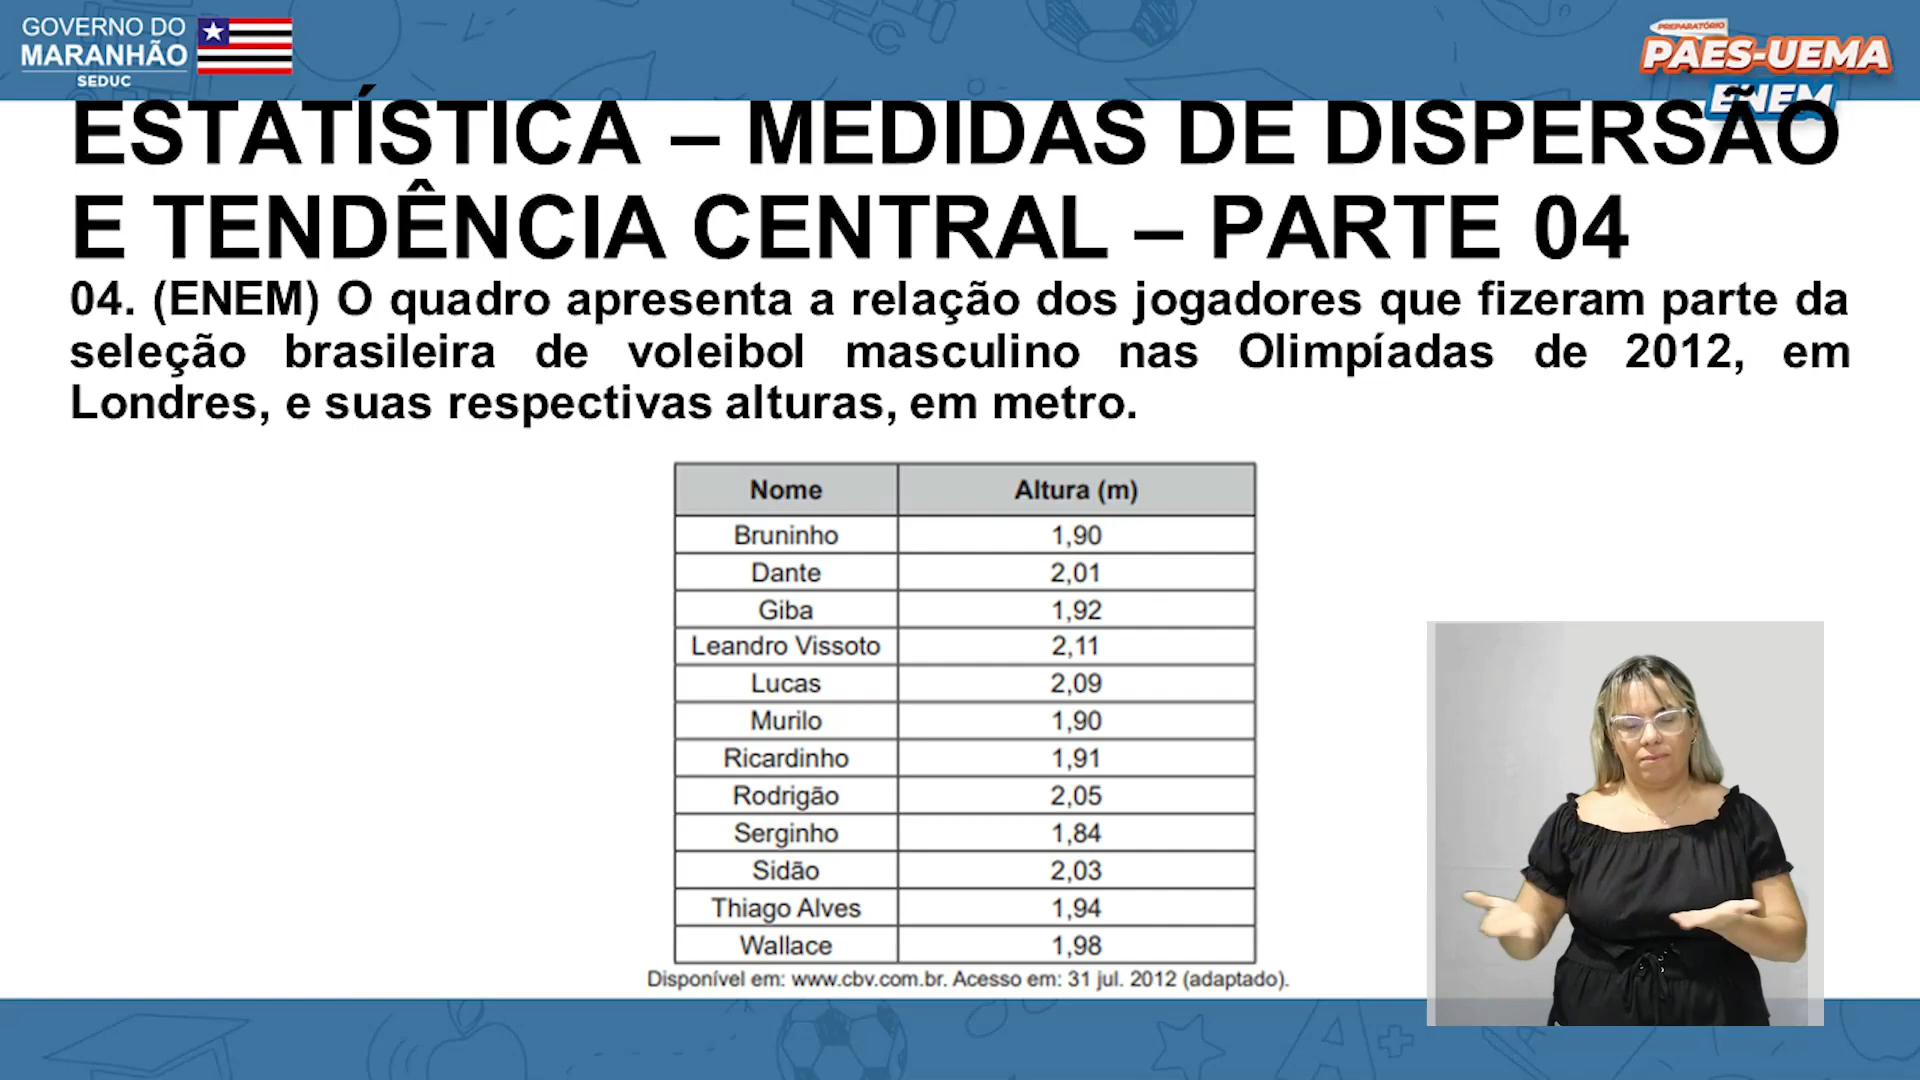 GOVERNO DO
MARANHÃO
SEDUC
PREPARATÓRIO
PAES-UEMA
ENEM
ESTATÍSTICA – MEDIDAS DE DISPERSÃO
E TENDÊNCIA CENTRAL – PARTE 04
04. (ENEM) O quadro apresenta a relação dos jogadores que fizeram parte da
seleção brasileira de voleibol masculino nas Olimpíadas de 2012, em
Londres, e suas respectivas alturas, em metro.
Nome Altura (m)
Bruninho 1,90
Dante 2,01
Giba 1,92
Leandro Vissoto 2,11
Lucas 2,09
Murilo 1,90
Ricardinho 1,91
Rodrigão 2,05
Serginho 1,84
Sidão 2,03
Thiago Alves 1,94
Wallace 1,98
Disponível em: www.cbv.com.br. Acesso em: 31 jul. 2012 (adaptado).